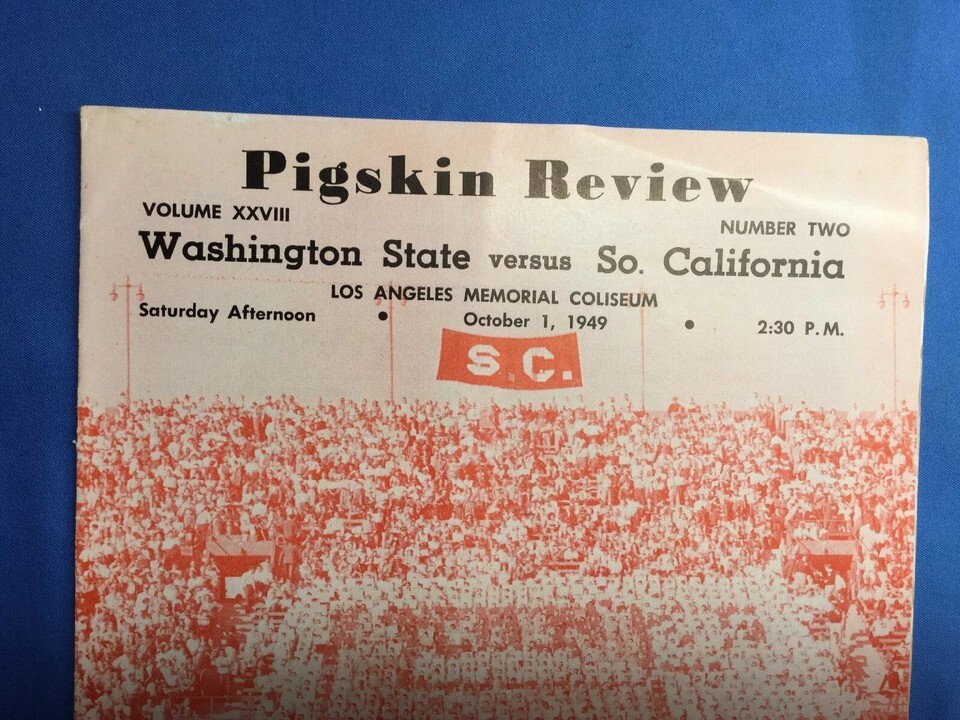 Pigskin Review
VOLUME XXVIII NUMBER TWO
Washington State versus So. California
LOS ANGELES MEMORIAL COLISEUM
Saturday Afternoon • October 1, 1949 • 2:30 P.M.
S.C.